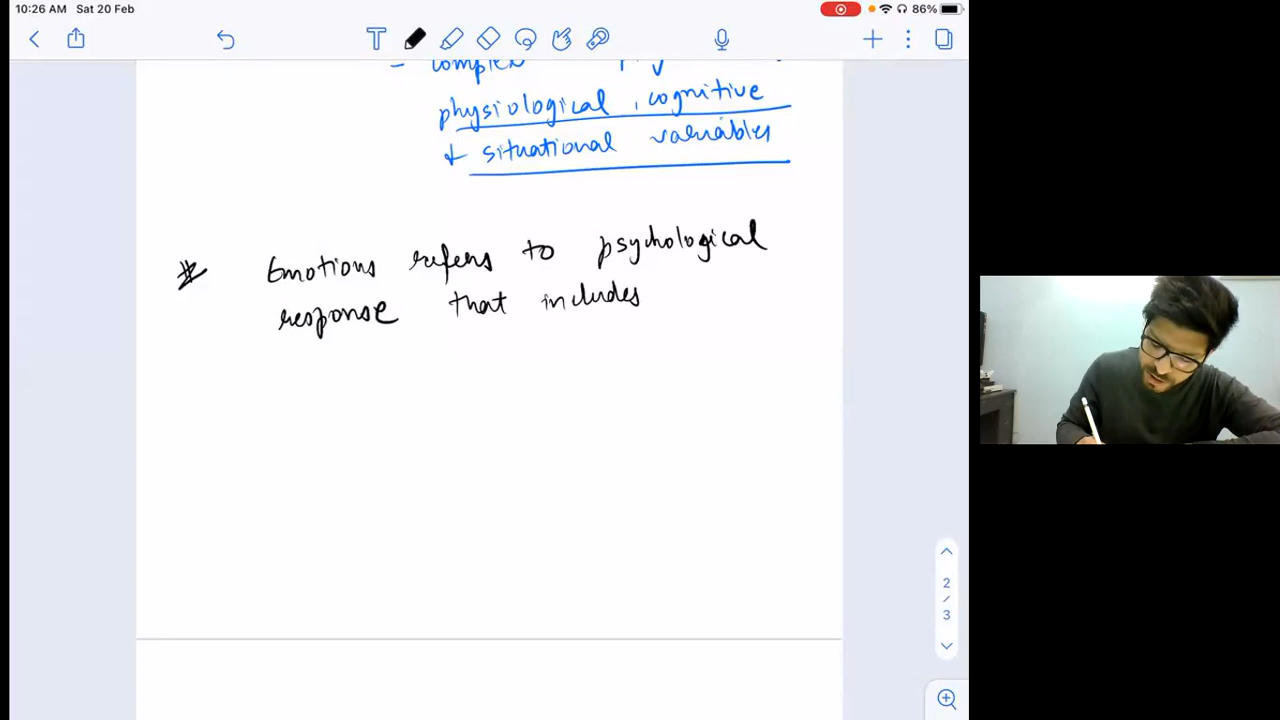 10:26 AM Sat 20 Feb
86%
T
- complex
physiological, cognitive
+ situational variables
* Emotions refers to psychological
response that includes
2
/
3